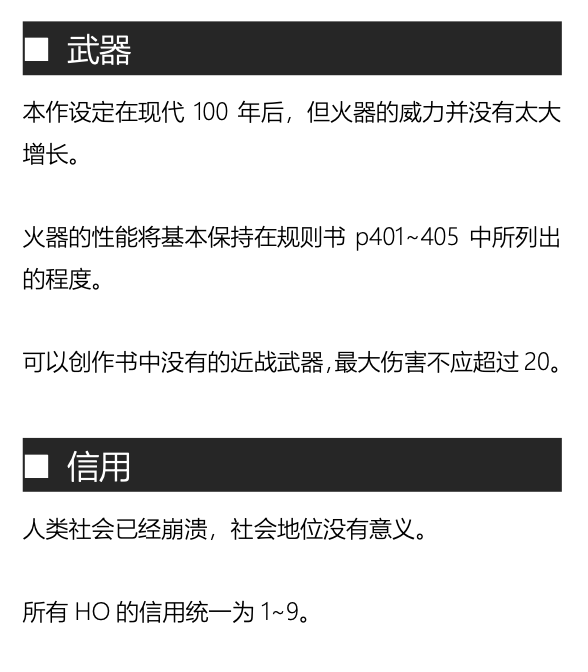 ■ 武器
本作设定在现代 100 年后，但火器的威力并没有太大
增长。
火器的性能将基本保持在规则书 p401~405 中所列出
的程度。
可以创作书中没有的近战武器，最大伤害不应超过 20。
■ 信用
人类社会已经崩溃，社会地位没有意义。
所有 HO 的信用统一为 1~9。